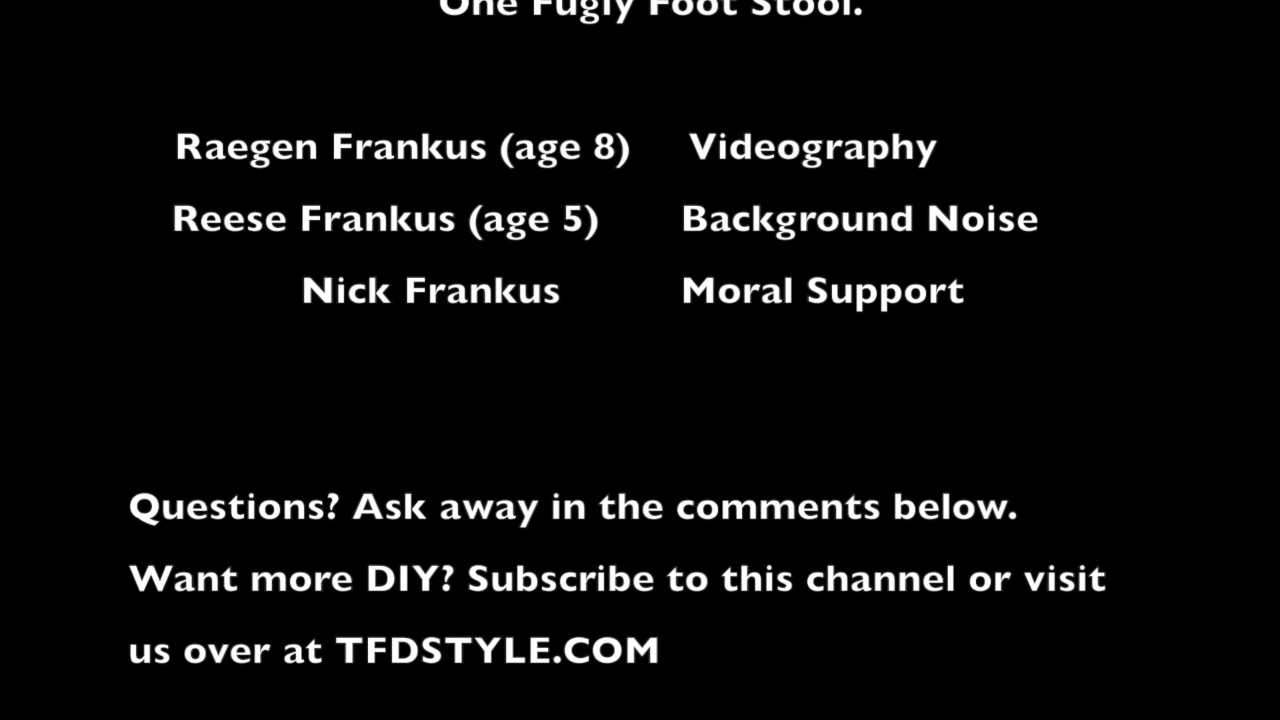 One Fugly Foot Stool.
Raegen Frankus (age 8) Videography
Reese Frankus (age 5) Background Noise
Nick Frankus Moral Support
Questions? Ask away in the comments below.
Want more DIY? Subscribe to this channel or visit
us over at TFDSTYLE.COM